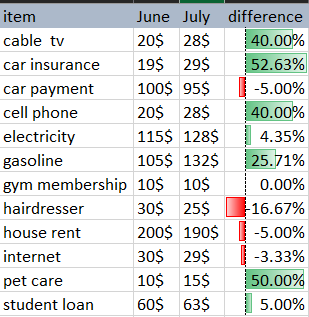 item June July difference
cable tv 20$ 28$ 40.00%
car insurance 19$ 29$ 52.63%
car payment 100$ 95$ -5.00%
cell phone 20$ 28$ 40.00%
electricity 115$ 128$ 4.35%
gasoline 105$ 132$ 25.71%
gym membership 10$ 10$ 0.00%
hairdresser 30$ 25$ -16.67%
house rent 200$ 190$ -5.00%
internet 30$ 29$ -3.33%
pet care 10$ 15$ 50.00%
student loan 60$ 63$ 5.00%